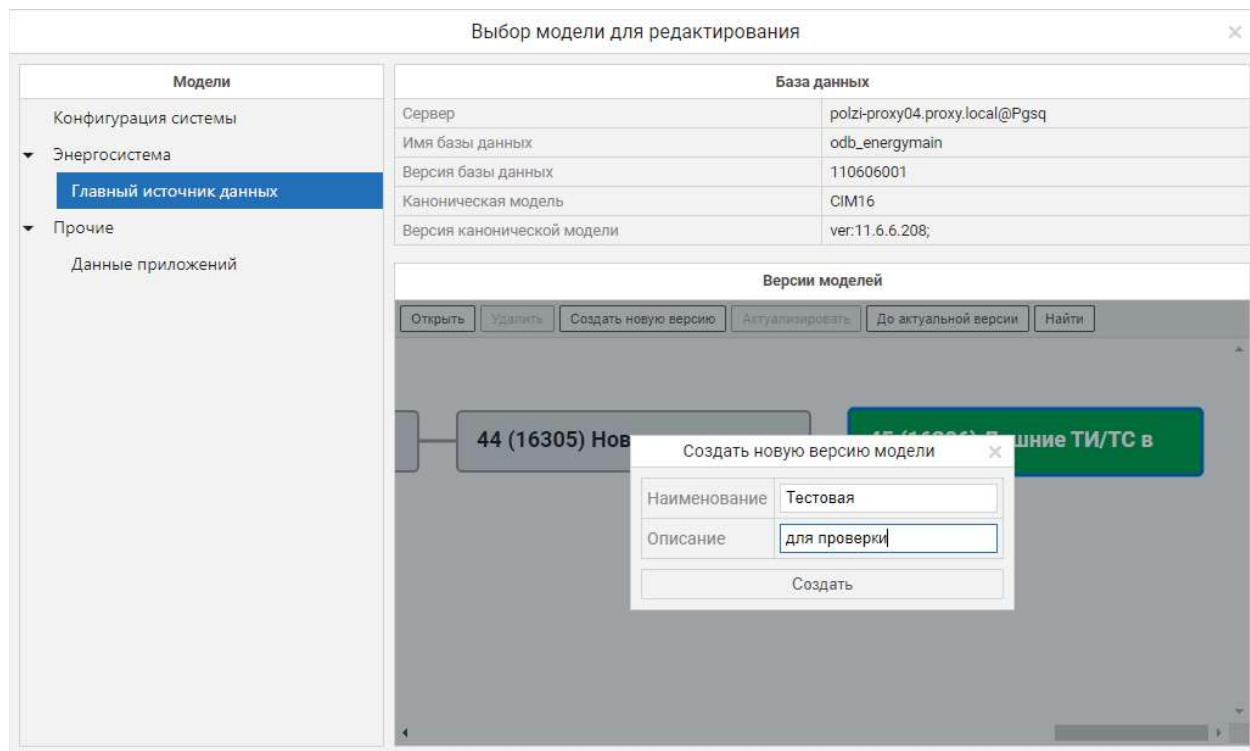 Выбор модели для редактирования
Модели
Конфигурация системы
Энергосистема
Главный источник данных
Прочие
Данные приложений
База данных
Сервер polzi-proxy04.proxy.local@Pgsq
Имя базы данных odb_energymain
Версия базы данных 110606001
Каноническая модель CIM16
Версия канонической модели ver:11.6.6.208;
Версии моделей
Открыть Удалить Создать новую версию Актуализировать До актуальной версии Найти
44 (16305) Нов
ТИ/ТС в
Создать новую версию модели
Наименование Тестовая
Описание для проверки
Создать